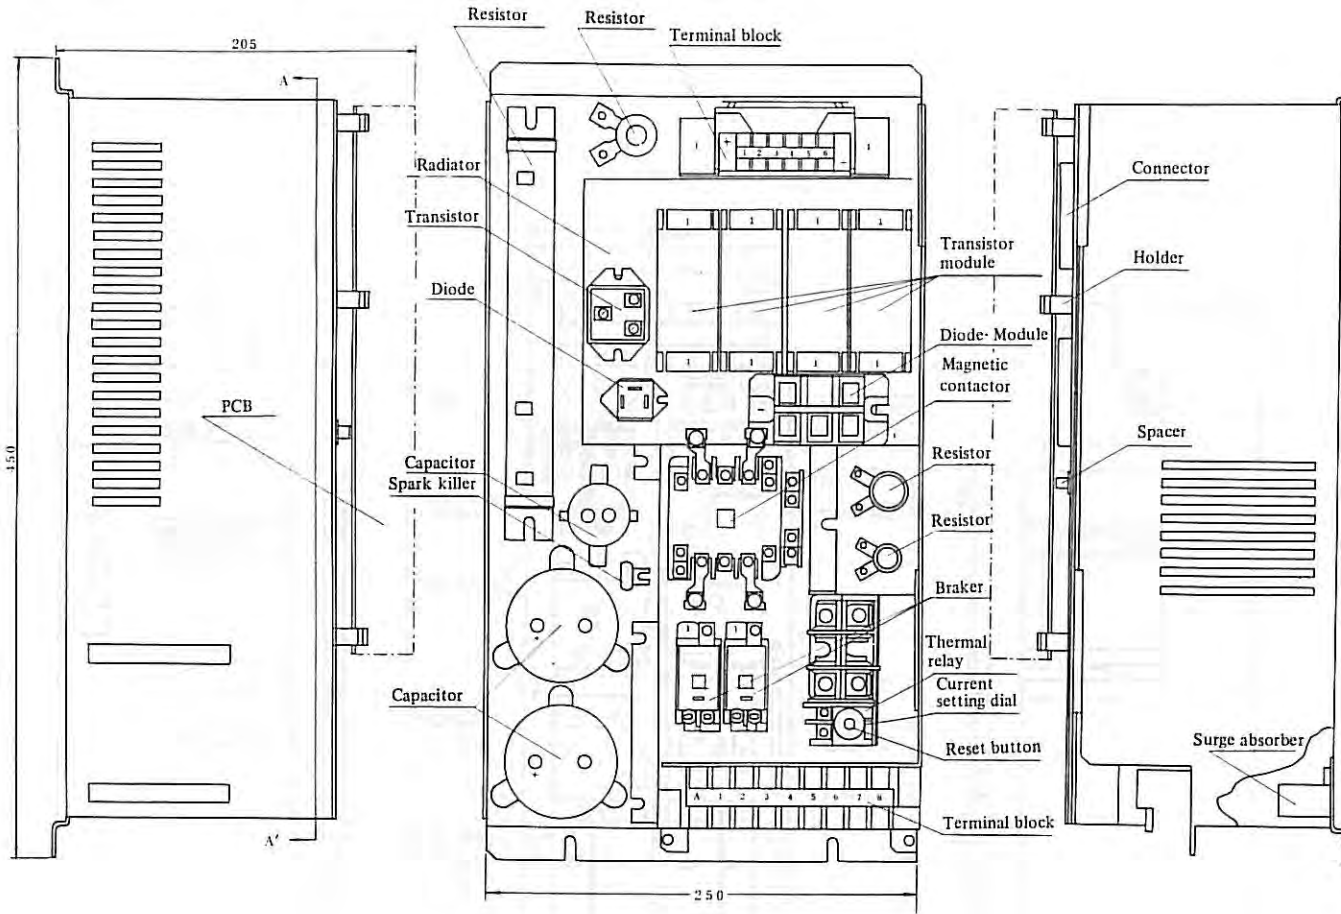 Resistor
Resistor
Terminal block
205
A
+
1 2 3 4 5 6
-
Radiator
Transistor
Diode
Transistor
module
Connector
Holder
Diode-Module
Magnetic
contactor
PCB
450
Capacitor
Spark killer
Resistor
Spacer
Resistor
Braker
Thermal
relay
Current
setting dial
Capacitor
Reset button
Surge absorber
A 1 2 3 4 5 6 7 8
Terminal block
A'
250